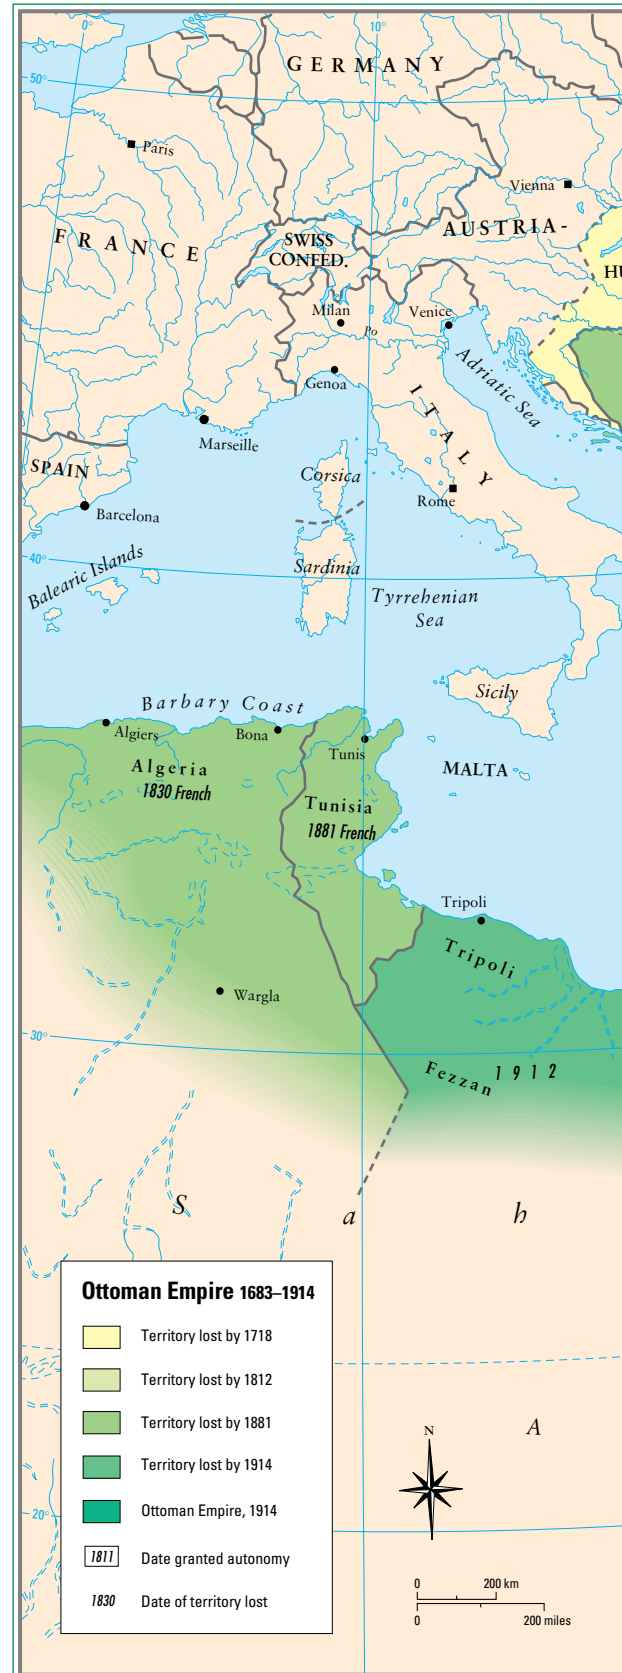 0°
10°
50°
GERMANY
Paris
Vienna
FRANCE
SWISS
CONFED.
AUSTRIA-
HU
Milan
Venice
Po
Genoa
Adriatic Sea
ITALY
Marseille
SPAIN
Corsica
Rome
Barcelona
40°
Balearic Islands
Sardinia
Tyrrehenian
Sea
Sicily
Barbary Coast
Algiers
Bona
Tunis
Algeria
1830 French
MALTA
Tunisia
1881 French
Tripoli
Tripoli
Wargla
30°
Fezzan
1912
S a h
Ottoman Empire 1683–1914
Territory lost by 1718
Territory lost by 1812
Territory lost by 1881
Territory lost by 1914
Ottoman Empire, 1914
1811 Date granted autonomy
1830 Date of territory lost
A
N
20°
0 200 km
0 200 miles